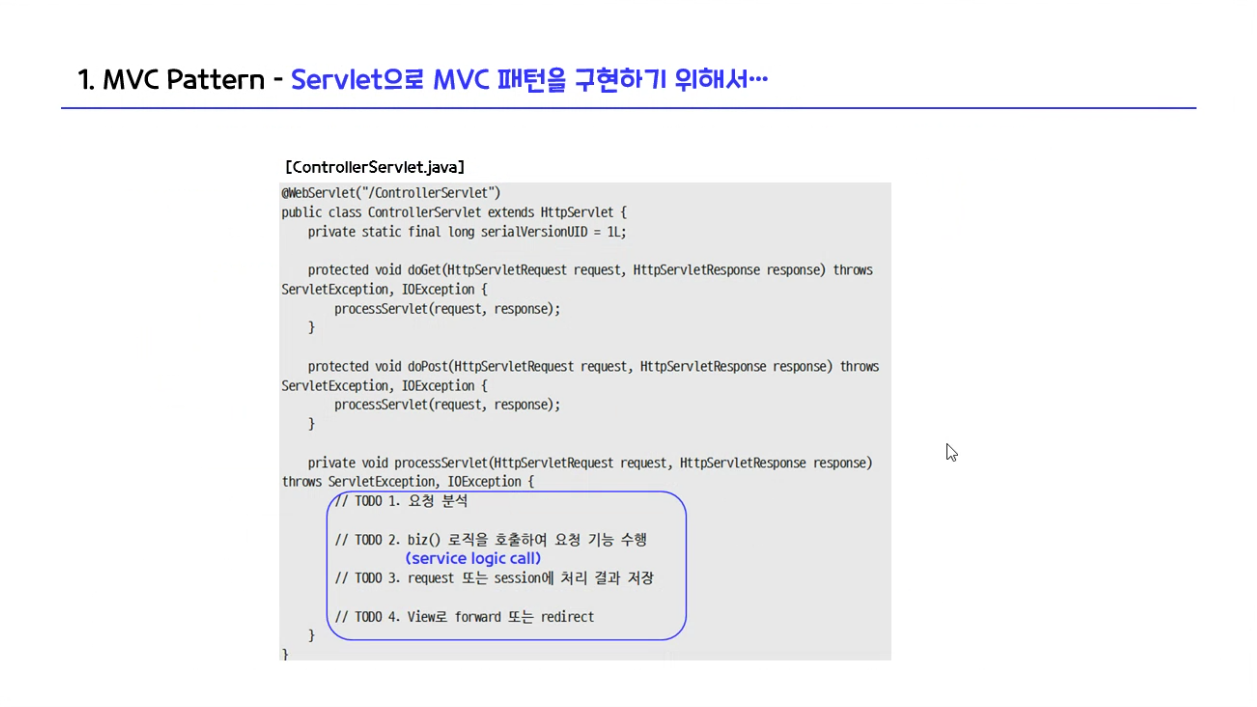 1. MVC Pattern - Servlet으로 MVC 패턴을 구현하기 위해서…
[ControllerServlet.java]
@WebServlet("/ControllerServlet")
public class ControllerServlet extends HttpServlet {
private static final long serialVersionUID = 1L;
protected void doGet(HttpServletRequest request, HttpServletResponse response) throws
ServletException, IOException {
processServlet(request, response);
}
protected void doPost(HttpServletRequest request, HttpServletResponse response) throws
ServletException, IOException {
processServlet(request, response);
}
private void processServlet(HttpServletRequest request, HttpServletResponse response)
throws ServletException, IOException {
// TODO 1. 요청 분석
// TODO 2. biz() 로직을 호출하여 요청 기능 수행
(service logic call)
// TODO 3. request 또는 session에 처리 결과 저장
// TODO 4. View로 forward 또는 redirect
}
}